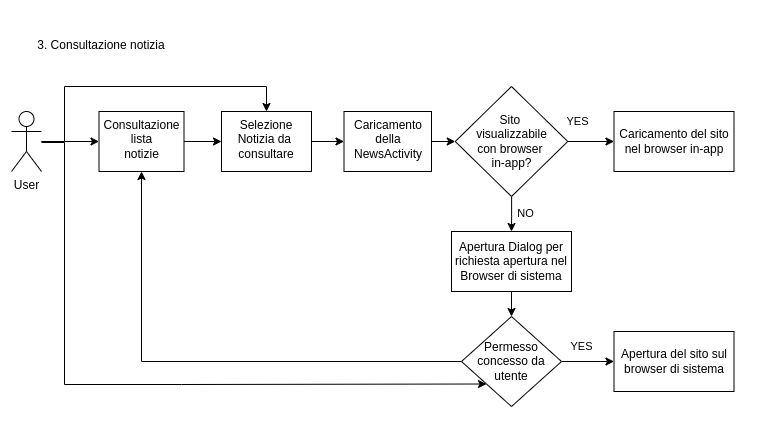 3. Consultazione notizia
User
Consultazione
lista
notizie
Selezione
Notizia da
consultare
Caricamento
della
NewsActivity
Sito
visualizzabile
con browser
in-app?
YES
Caricamento del sito
nel browser in-app
NO
Apertura Dialog per
richiesta apertura nel
Browser di sistema
Permesso
concesso da
utente
YES
Apertura del sito sul
browser di sistema